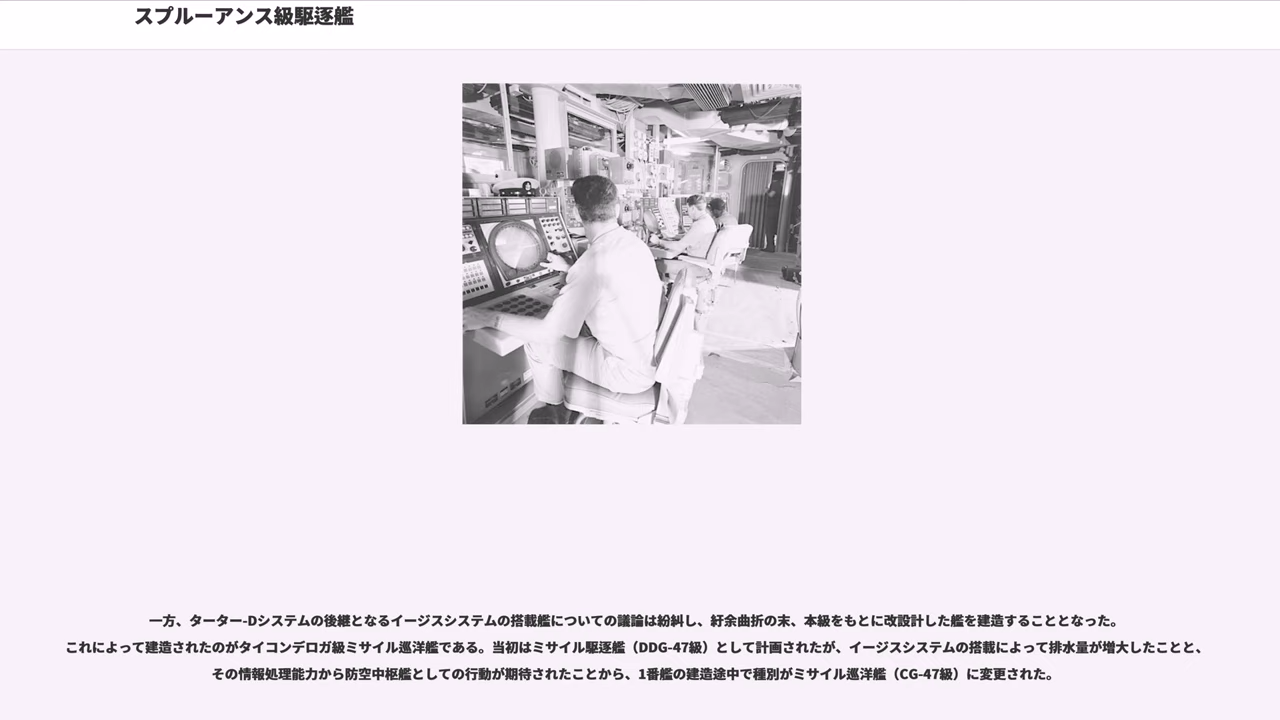 スプルーアンス級駆逐艦
一方、ターター-Dシステムの後継となるイージスシステムの搭載艦についての議論は紛糾し、紆余曲折の末、本級をもとに改設計した艦を建造することとなった。
これによって建造されたのがタイコンデロガ級ミサイル巡洋艦である。当初はミサイル駆逐艦（DDG-47級）として計画されたが、イージスシステムの搭載によって排水量が増大したことと、
その情報処理能力から防空中枢艦としての行動が期待されたことから、1番艦の建造途中で種別がミサイル巡洋艦（CG-47級）に変更された。